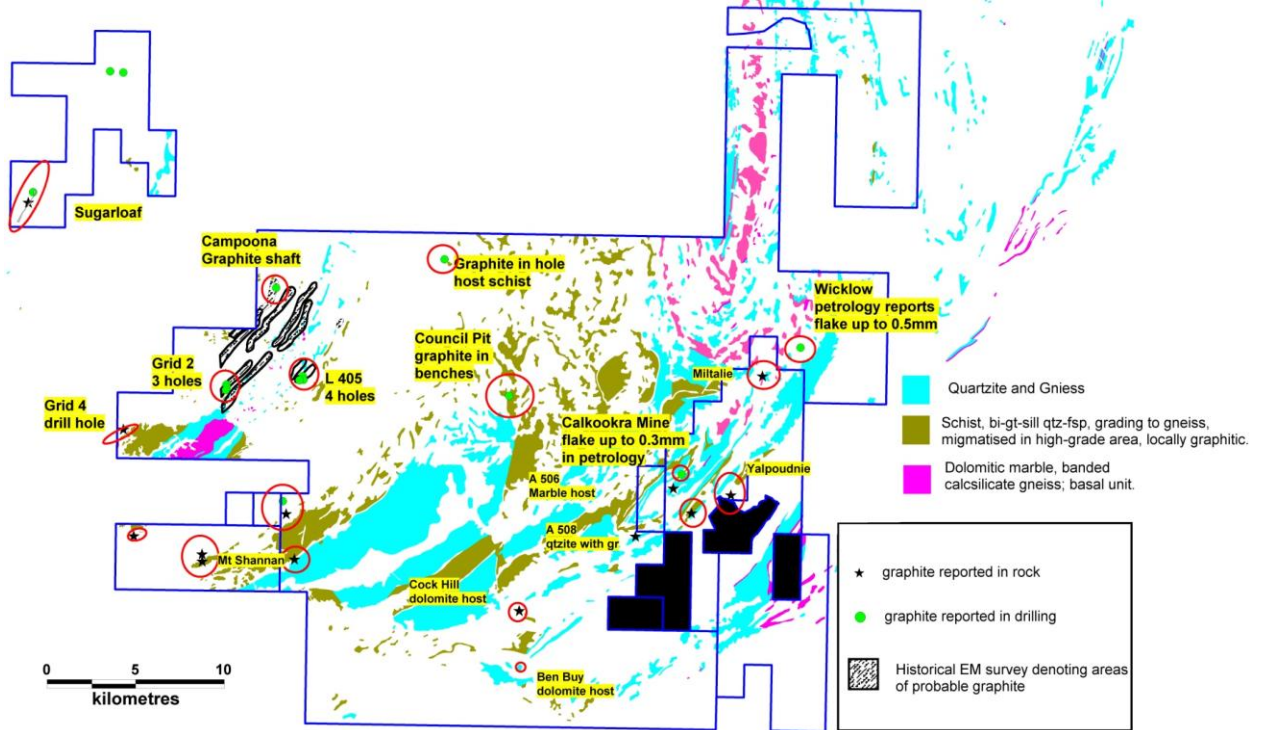 Sugarloaf
Campoona
Graphite shaft
Graphite in hole
host schist
Wicklow
petrology reports
flake up to 0.5mm
Council Pit
graphite in
benches
Grid 2
3 holes
L 405
4 holes
Miltalie
Grid 4
drill hole
Calkookra Mine
flake up to 0.3mm
in petrology
Yalpoudnie
A 506
Marble host
A 508
qtzite with gr
Mt Shannan
Cock Hill
dolomite host
Ben Buy
dolomite host
0 5 10
kilometres
Quartzite and Gniess
Schist, bi-gt-sill qtz-fsp, grading to gneiss,
migmatised in high-grade area, locally graphitic.
Dolomitic marble, banded
calcsilicate gneiss; basal unit.
graphite reported in rock
graphite reported in drilling
Historical EM survey denoting areas
of probable graphite